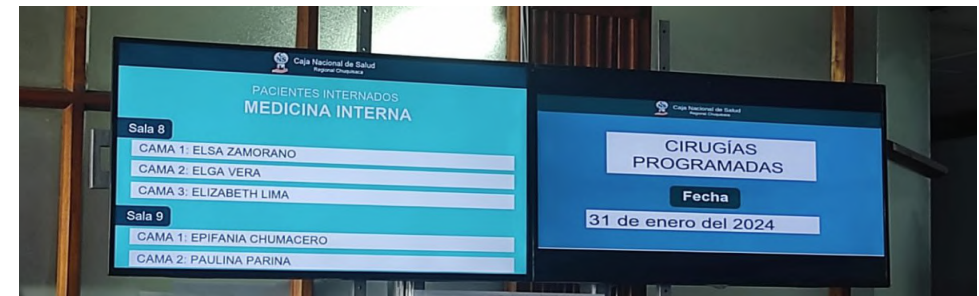 Caja Nacional de Salud
Regional Chuquisaca
PACIENTES INTERNADOS
MEDICINA INTERNA
Sala 8
CAMA 1: ELSA ZAMORANO
CAMA 2: ELGA VERA
CAMA 3: ELIZABETH LIMA
Sala 9
CAMA 1: EPIFANIA CHUMACERO
CAMA 2: PAULINA PARINA
Caja Nacional de Salud
Regional Chuquisaca
CIRUGÍAS
PROGRAMADAS
Fecha
31 de enero del 2024